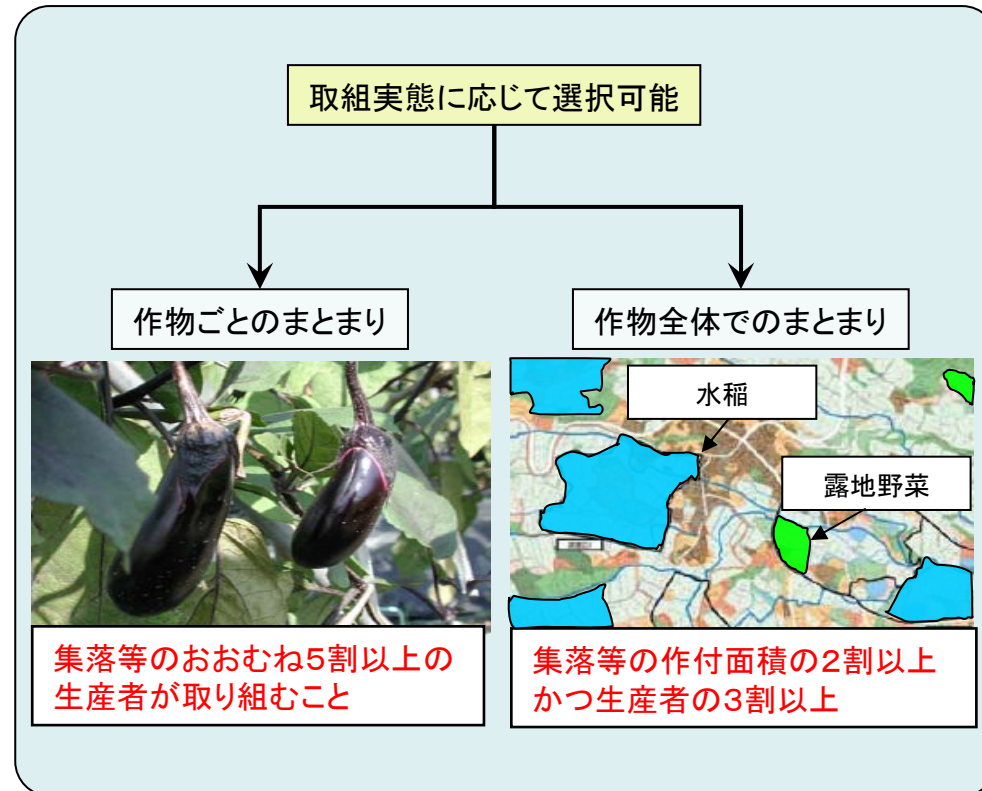 取組実態に応じて選択可能
作物ごとのまとまり
作物全体でのまとまり
水稲
露地野菜
集落等のおおむね5割以上の
生産者が取り組むこと
集落等の作付面積の2割以上
かつ生産者の3割以上